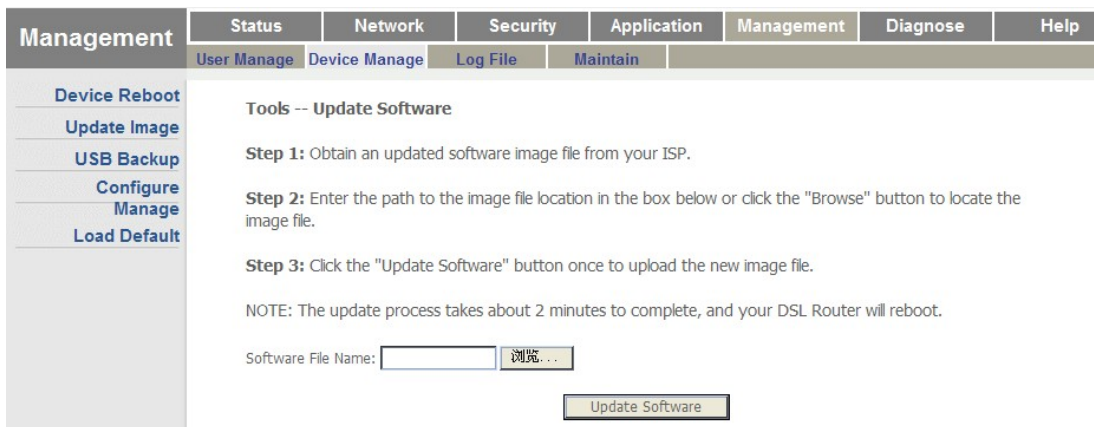 Management
Status Network Security Application Management Diagnose Help
User Manage Device Manage Log File Maintain
Device Reboot
Update Image
USB Backup
Configure
Manage
Load Default
Tools -- Update Software
Step 1: Obtain an updated software image file from your ISP.
Step 2: Enter the path to the image file location in the box below or click the "Browse" button to locate the
image file.
Step 3: Click the "Update Software" button once to upload the new image file.
NOTE: The update process takes about 2 minutes to complete, and your DSL Router will reboot.
Software File Name: 浏览...
Update Software